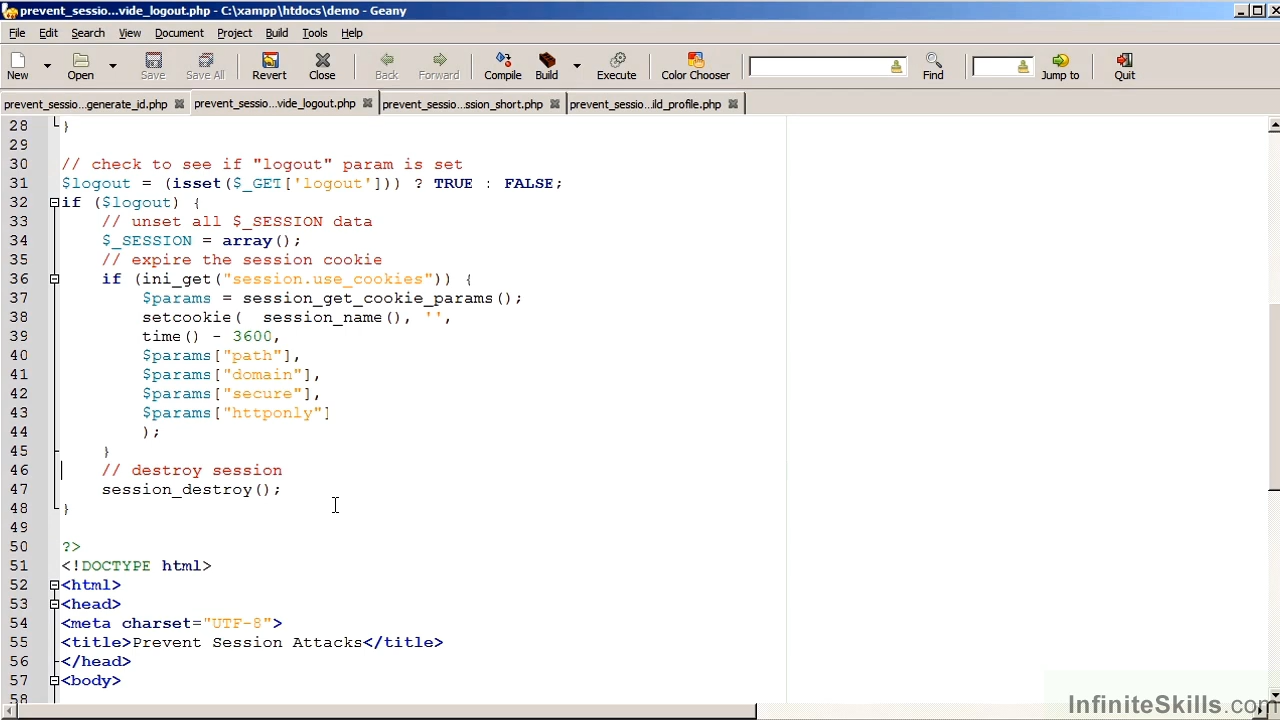 prevent_sessio...vide_logout.php - C:\xampp\htdocs\demo - Geany
File Edit Search View Document Project Build Tools Help
New Open Save Save All Revert Close Back Forward Compile Build Execute Color Chooser Find Jump to Quit
prevent_sessio...generate_id.php prevent_sessio...vide_logout.php prevent_sessio...ssion_short.php prevent_sessio...ild_profile.php
28 }
29
30 // check to see if "logout" param is set
31 $logout = (isset($_GET['logout'])) ? TRUE : FALSE;
32 if ($logout) {
33 // unset all $_SESSION data
34 $_SESSION = array();
35 // expire the session cookie
36 if (ini_get("session.use_cookies")) {
37 $params = session_get_cookie_params();
38 setcookie(  session_name(), '',
39 time() - 3600,
40 $params["path"],
41 $params["domain"],
42 $params["secure"],
43 $params["httponly"]
44 );
45 }
46 // destroy session
47 session_destroy();
48 }
49
50 ?>
51 <!DOCTYPE html>
52 <html>
53 <head>
54 <meta charset="UTF-8">
55 <title>Prevent Session Attacks</title>
56 </head>
57 <body>
58
InfiniteSkills.com